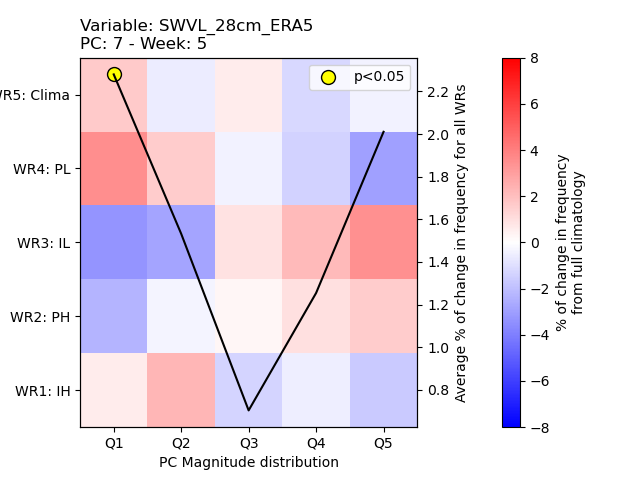 Variable: SWVL_28cm_ERA5
PC: 7 - Week: 5
p<0.05
WR5: Clima
WR4: PL
WR3: IL
WR2: PH
WR1: IH
Q1 Q2 Q3 Q4 Q5
PC Magnitude distribution
2.2
2.0
1.8
1.6
1.4
1.2
1.0
0.8
Average % of change in frequency for all WRs
8
6
4
2
0
−2
−4
−6
−8
% of change in frequency
from full climatology